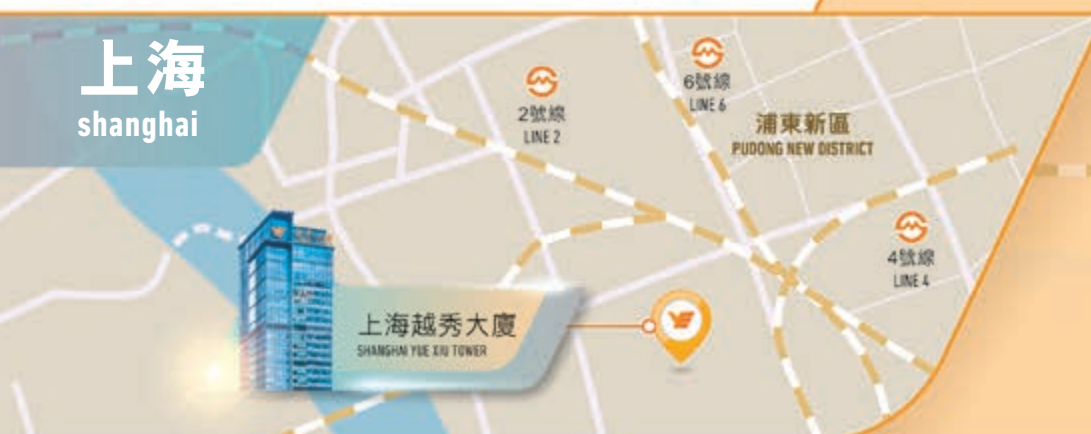 上海
shanghai
2號線
LINE 2
6號線
LINE 6
浦東新區
PUDONG NEW DISTRICT
4號線
LINE 4
上海越秀大廈
SHANGHAI YUE XIU TOWER